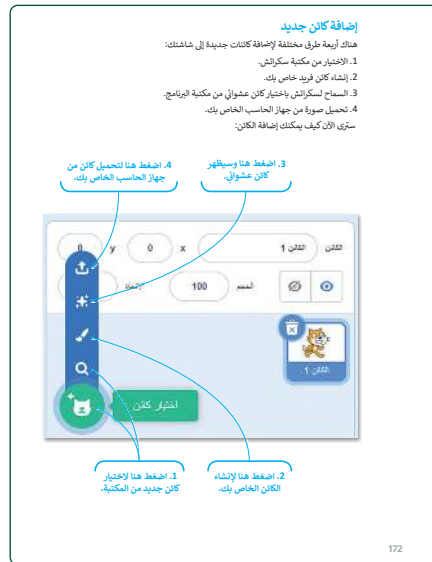 إضافة كائن جديد
هناك أربعة طرق مختلفة لإضافة كائنات جديدة إلى شاشتك:
1. الاختيار من مكتبة سكراتش.
2. إنشاء كائن فريد خاص بك.
3. السماح لسكراتش باختيار كائن عشوائي من مكتبة البرنامج.
4. تحميل صورة من جهاز الحاسب الخاص بك.
سترى الآن كيف يمكنك إضافة الكائن:
3. اضغط هنا وسيظهر
كائن عشوائي.
4. اضغط هنا لتحميل كائن من
جهاز الحاسب الخاص بك.
الكائن
الكائن 1
x
0
y
0
الحجم
100
الإتجاه
الكائن 1
اختيار كائن
1. اضغط هنا لاختيار
كائن جديد من المكتبة.
2. اضغط هنا لإنشاء
الكائن الخاص بك.
172